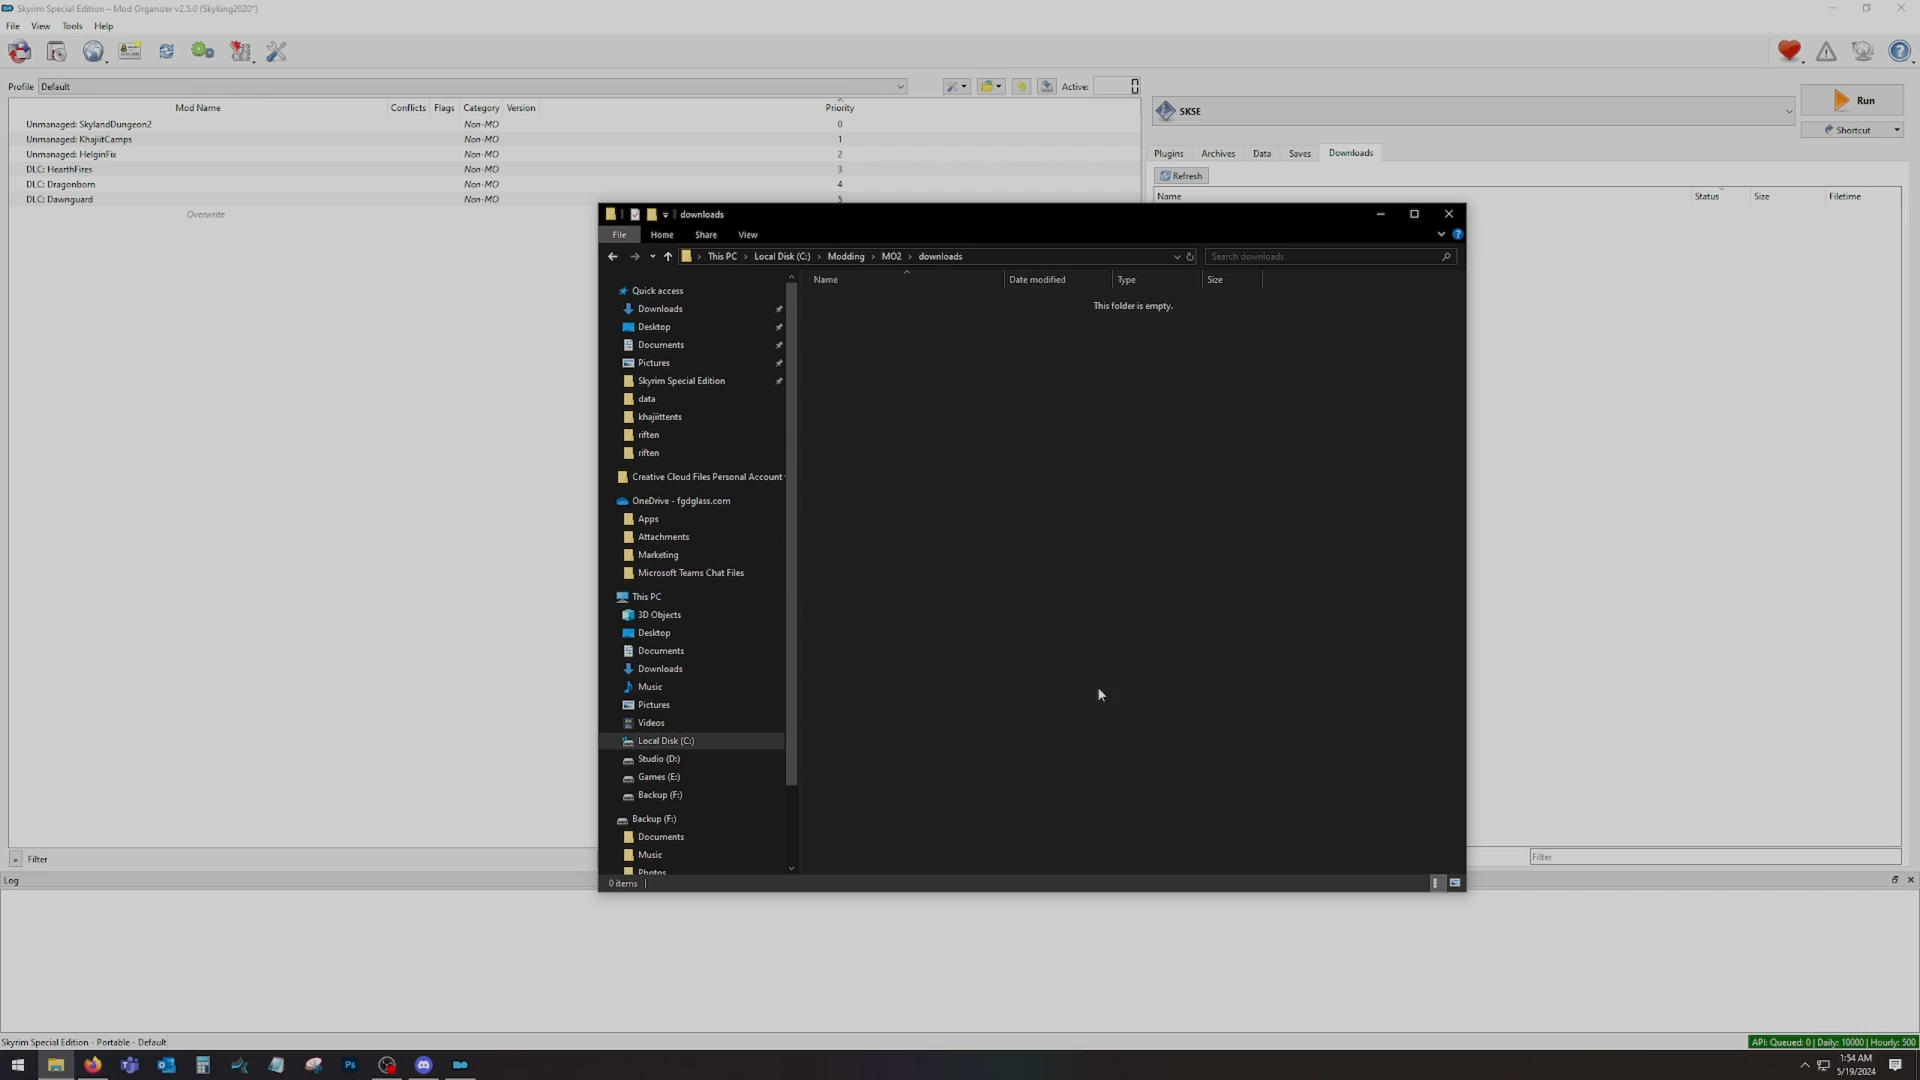 Skyrim Special Edition – Mod Organizer v2.5.0 (Skyking2020*)
File View Tools Help
Profile Default Active: 0
Mod Name Conflicts Flags Category Version Priority
Unmanaged: SkylandDungeon2 Non-MO 0
Unmanaged: KhajiitCamps Non-MO 1
Unmanaged: HelginFix Non-MO 2
DLC: HearthFires Non-MO 3
DLC: Dragonborn Non-MO 4
DLC: Dawnguard Non-MO 5
Overwrite
SKSE
Run
Shortcut
Plugins Archives Data Saves Downloads
Refresh
Name Status Size Filetime
downloads
File Home Share View
This PC › Local Disk (C:) › Modding › MO2 › downloads
Search downloads
Name Date modified Type Size
This folder is empty.
Quick access
Downloads
Desktop
Documents
Pictures
Skyrim Special Edition
data
khajiittents
riften
riften
Creative Cloud Files Personal Account
OneDrive - fgdglass.com
Apps
Attachments
Marketing
Microsoft Teams Chat Files
This PC
3D Objects
Desktop
Documents
Downloads
Music
Pictures
Videos
Local Disk (C:)
Studio (D:)
Games (E:)
Backup (F:)
Backup (F:)
Documents
Music
Photos
0 items
» Filter
Filter
Log
Skyrim Special Edition - Portable - Default
API: Queued: 0 | Daily: 10000 | Hourly: 500
Ps
1:54 AM
5/19/2024